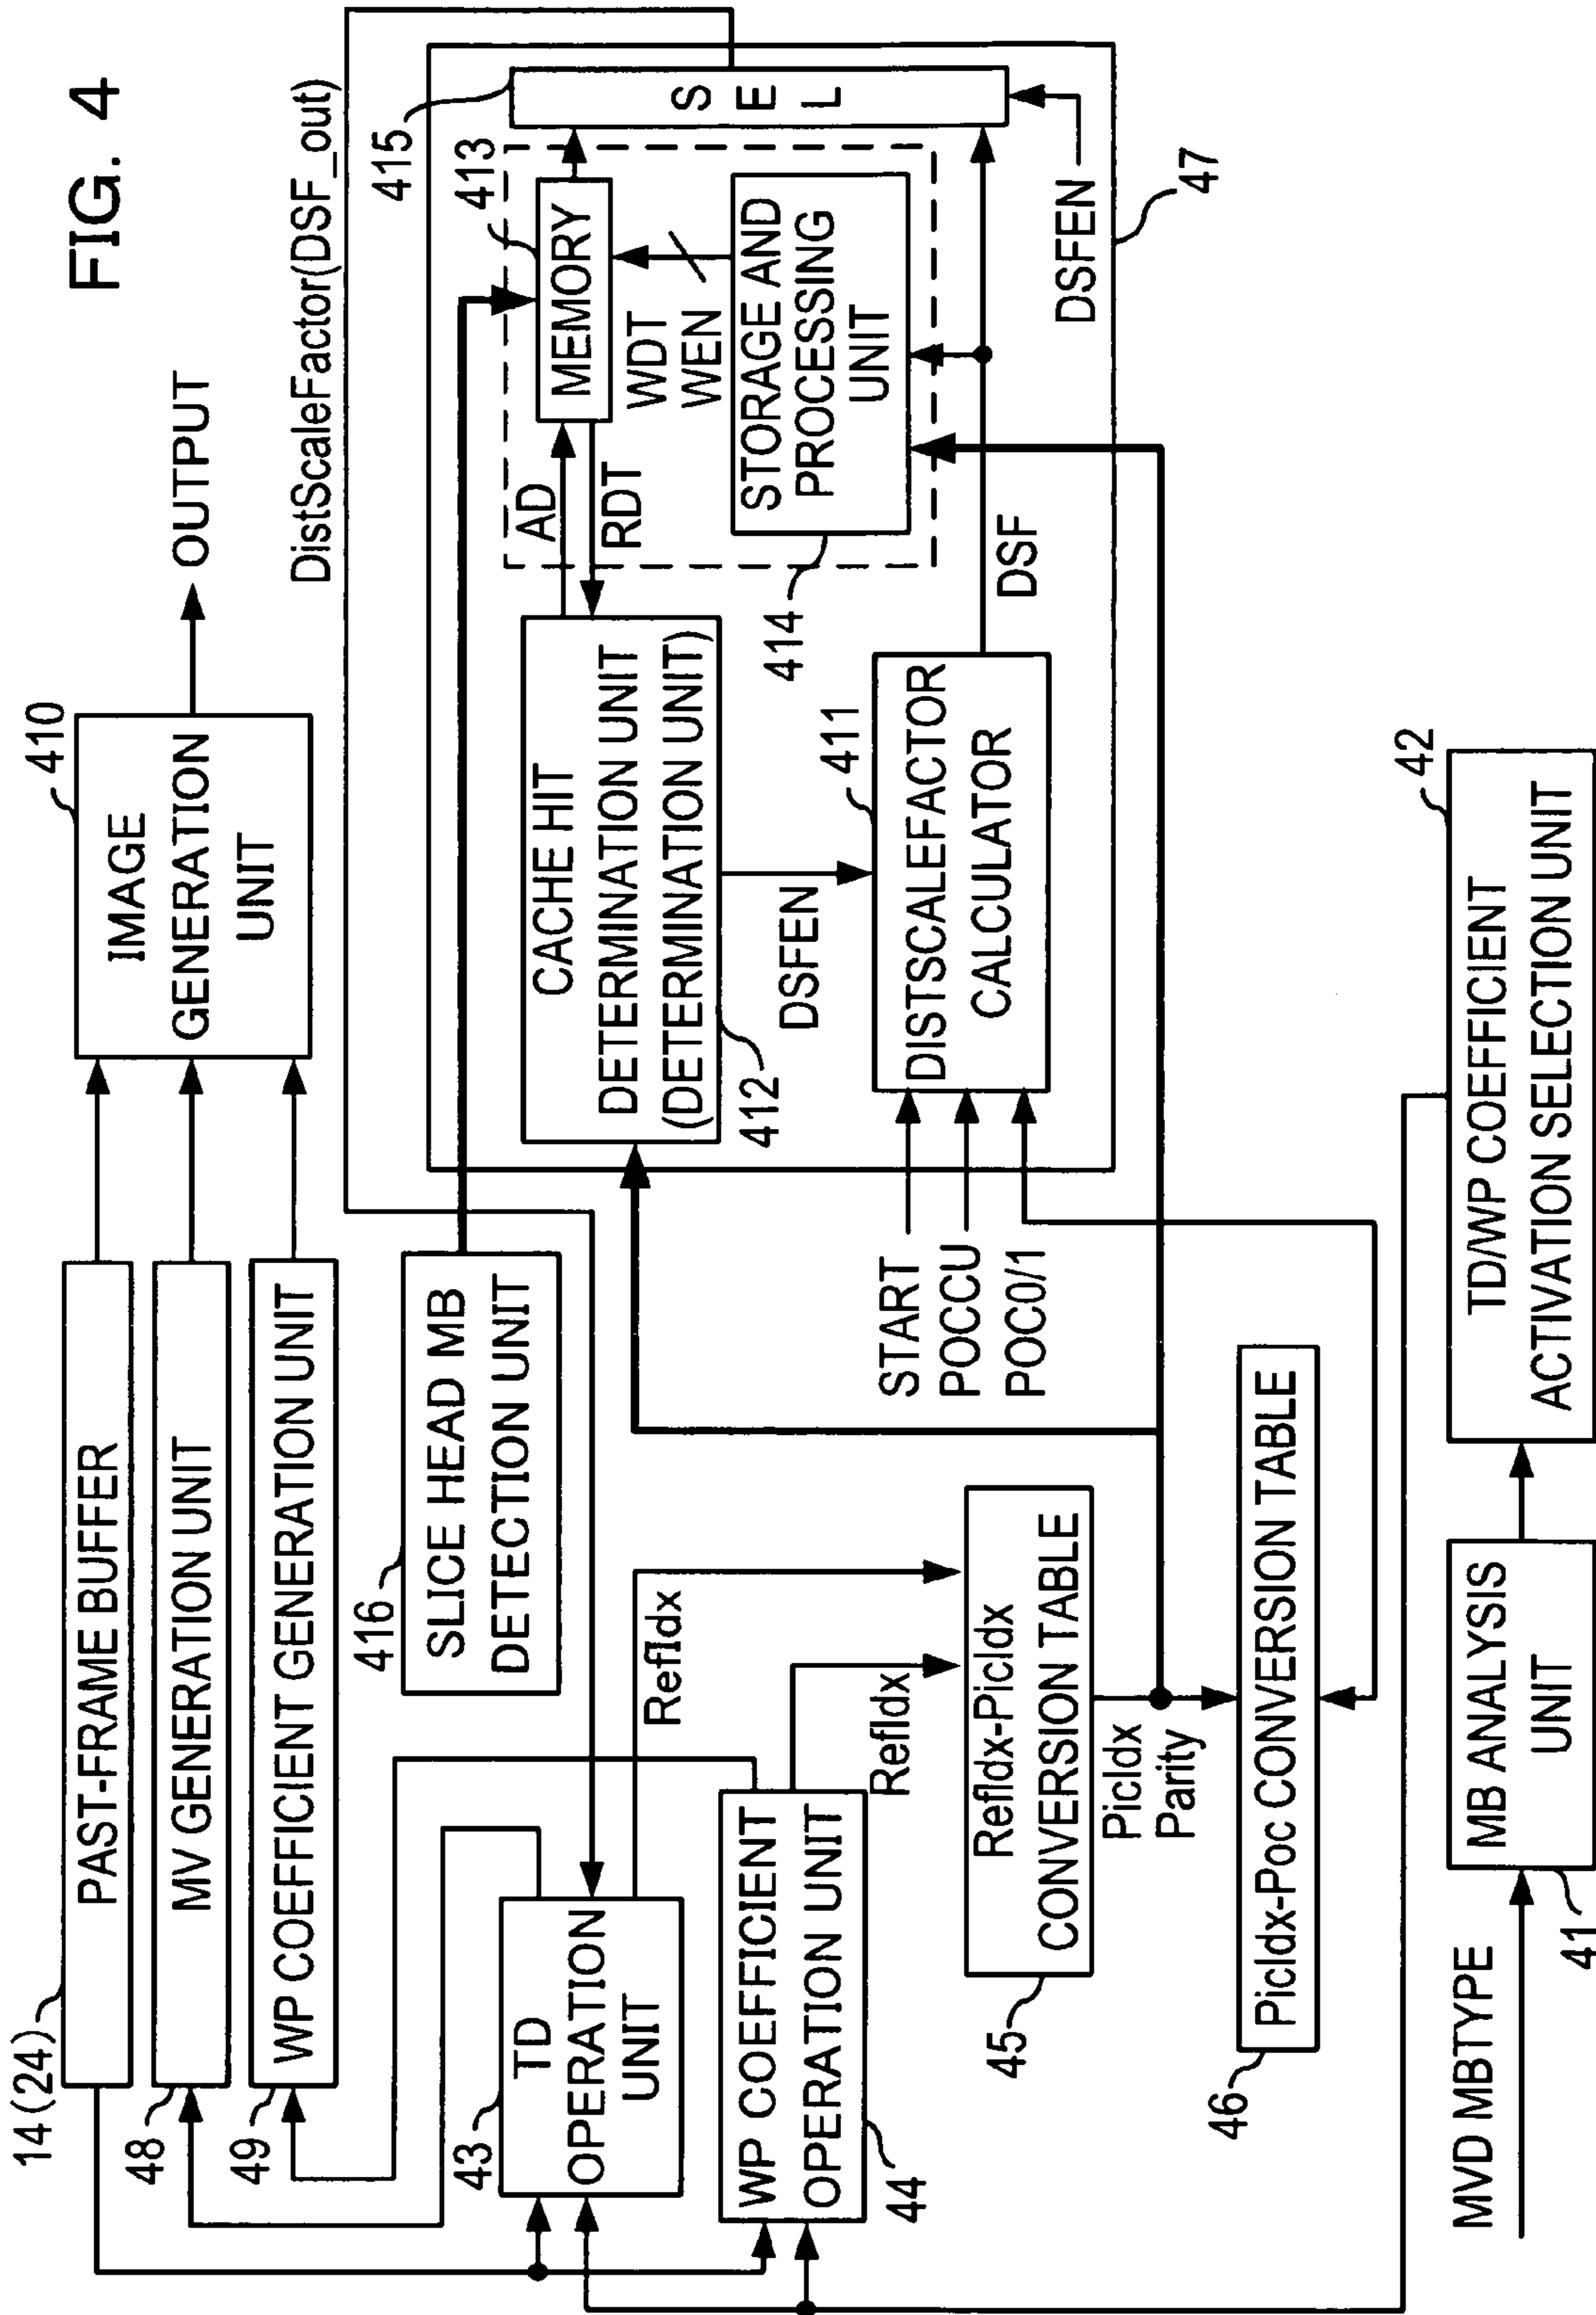 FIG. 4
14(24)
PAST-FRAME BUFFER
48
MV GENERATION UNIT
49
WP COEFFICIENT GENERATION UNIT
410
IMAGE
GENERATION
UNIT
OUTPUT
DistScaleFactor(DSF_out)
416
SLICE HEAD MB
DETECTION UNIT
43
TD
OPERATION
UNIT
RefIdx
44
WP COEFFICIENT
OPERATION UNIT
RefIdx
45
RefIdx-PicIdx
CONVERSION TABLE
PicIdx
Parity
46
PicIdx-Poc CONVERSION TABLE
CACHE HIT
DETERMINATION UNIT
(DETERMINATION UNIT)
412
DSFEN
START
POCCU
POC0/1
411
DISTSCALEFACTOR
CALCULATOR
DSF
AD
RDT
413
MEMORY
WDT
WEN
414
STORAGE AND
PROCESSING
UNIT
415
SEL
DSFEN
47
MVD MBTYPE
41
MB ANALYSIS
UNIT
42
TD/WP COEFFICIENT
ACTIVATION SELECTION UNIT